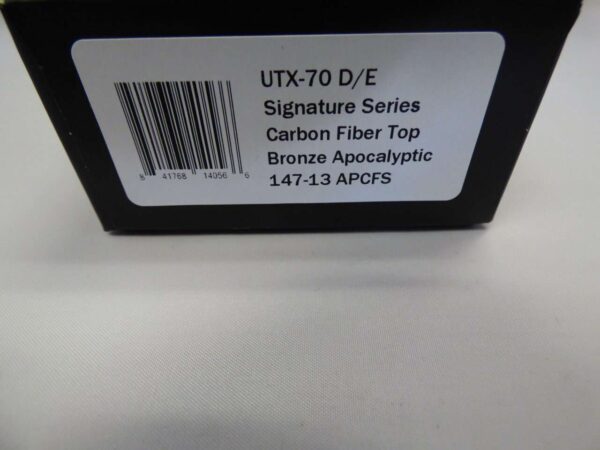 UTX-70 D/E
Signature Series
Carbon Fiber Top
Bronze Apocalyptic
147-13 APCFS
8 41768 14056 6